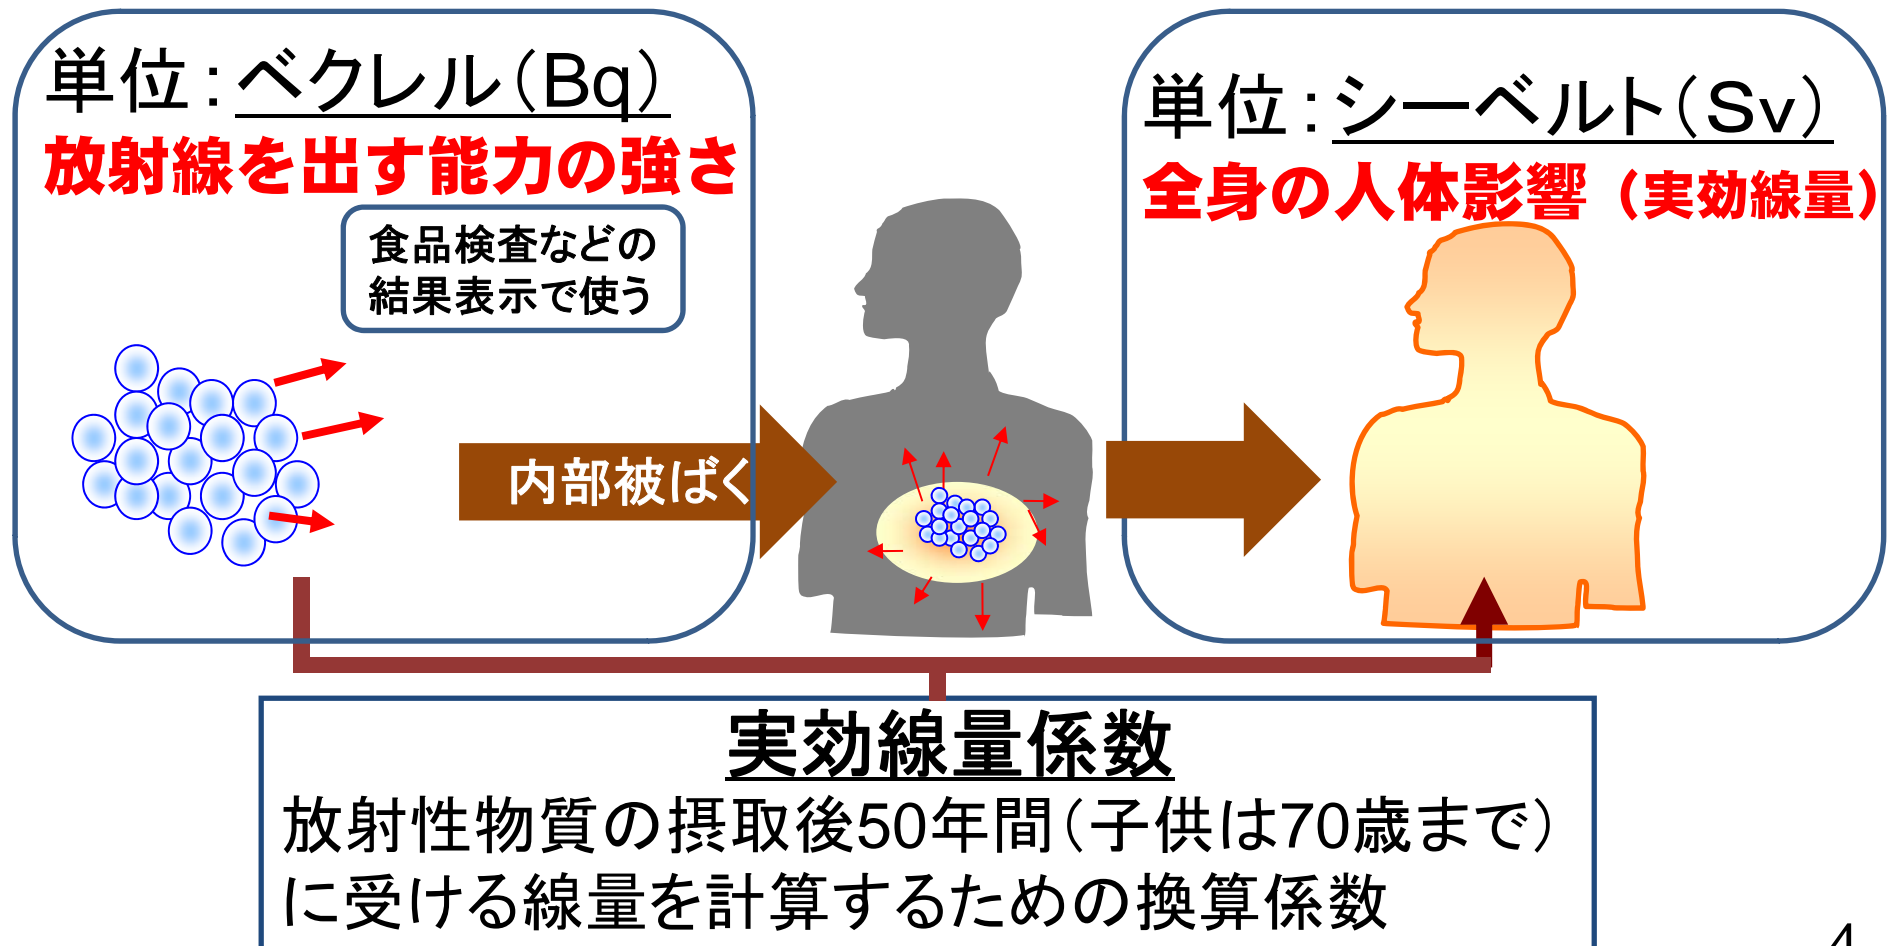 単位：ベクレル（Bq）
放射線を出す能力の強さ
食品検査などの
結果表示で使う
内部被ばく
単位：シーベルト（Sv）
全身の人体影響（実効線量）
実効線量係数
放射性物質の摂取後50年間（子供は70歳まで）
に受ける線量を計算するための換算係数
4